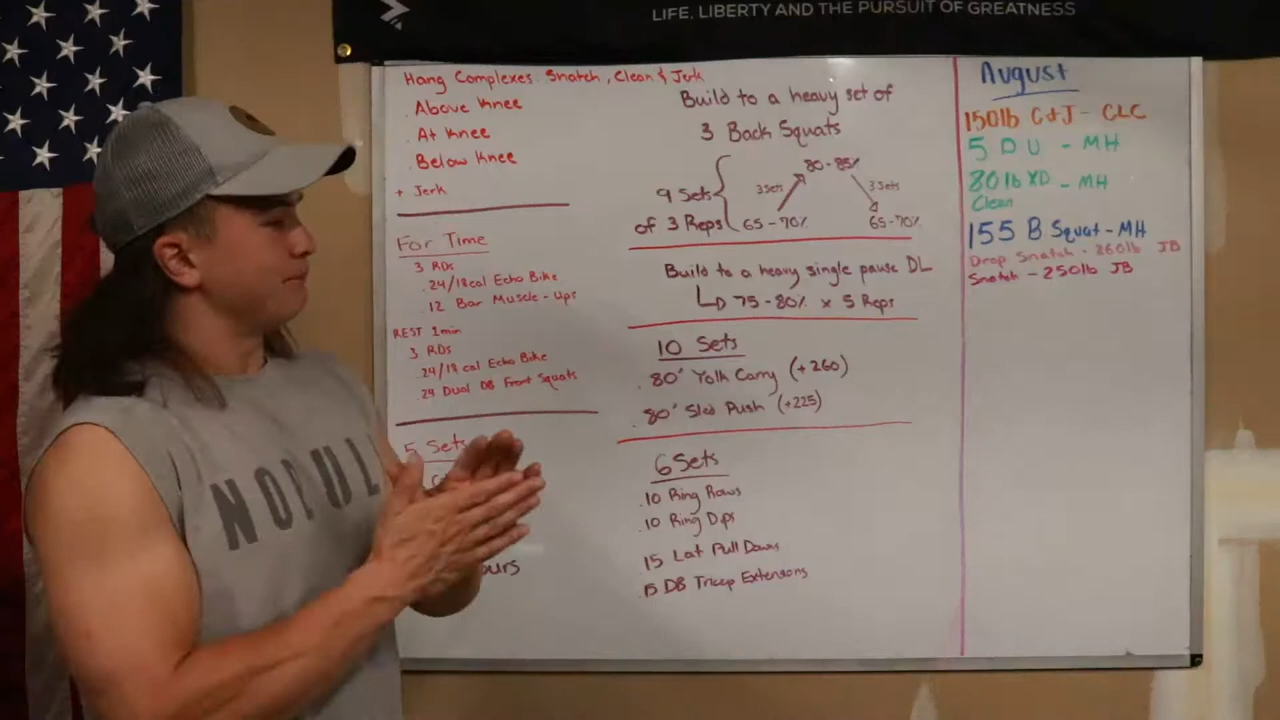 LIFE, LIBERTY AND THE PURSUIT OF GREATNESS
Hang Complexes: Snatch, Clean & Jerk
. Above Knee
. At Knee
. Below Knee
+ Jerk
For Time
3 RDs
. 24/18cal Echo Bike
. 12 Bar Muscle-Ups
REST 1min
3 RDs
. 24/18 cal Echo Bike
. 24 Dual DB Front Squats
5 Sets
NOBULL
Build to a heavy set of
3 Back Squats
9 Sets
of 3 Reps
80-85%
3 Sets
3 Sets
65-70%
65-70%
Build to a heavy single pause DL
75-80% x 5 Reps
10 Sets
. 80' Yolk Carry (+260)
. 80' Sled Push (+225)
6 Sets
. 10 Ring Rows
. 10 Ring Dips
. 15 Lat Pull Downs
. 15 DB Tricep Extensions
August
150lb C&J - CLC
5 DU - MH
80lb XD - MH
Clean
155 B Squat - MH
Drop Snatch - 260lb JB
Snatch - 250lb JB